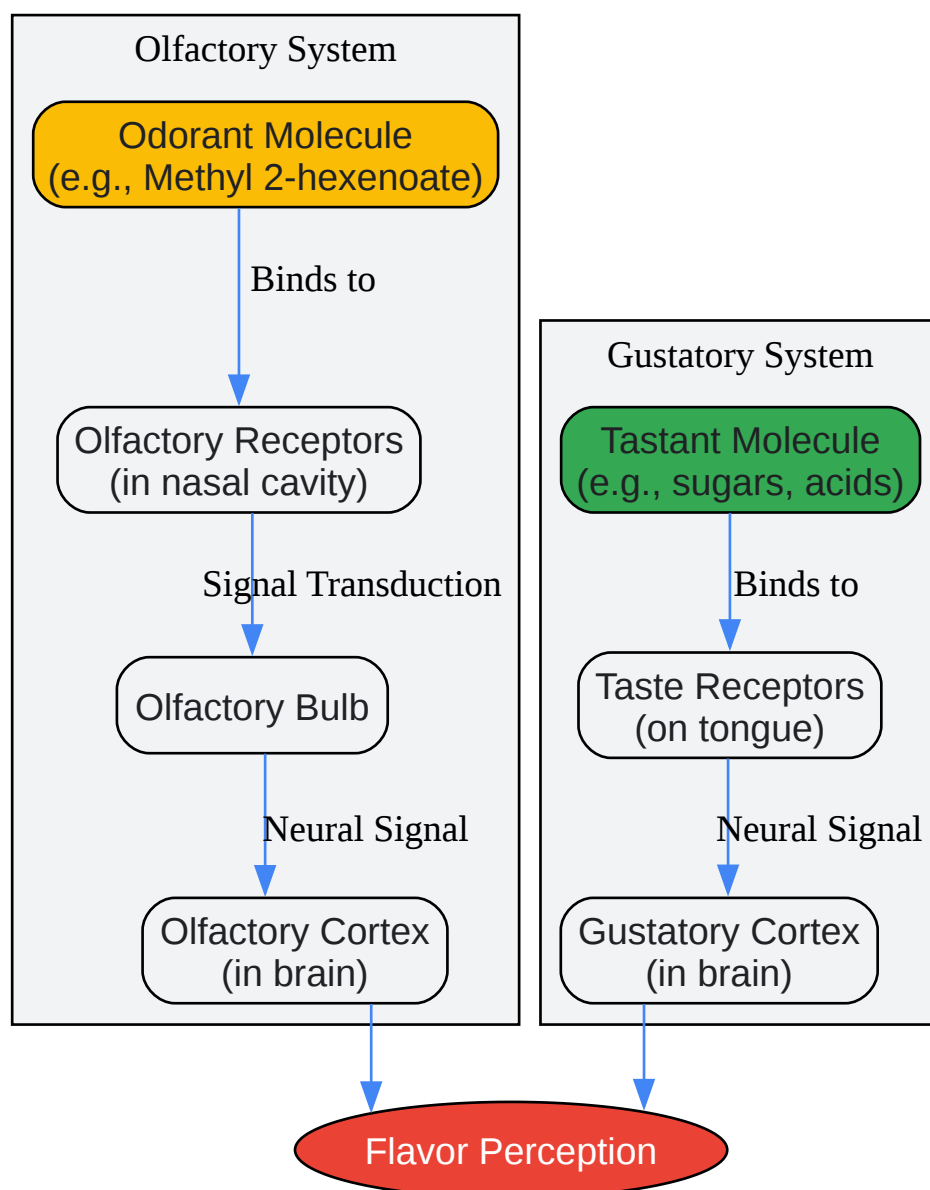 Olfactory System
Odorant Molecule
(e.g., Methyl 2-hexenoate)
Binds to
Olfactory Receptors
(in nasal cavity)
Signal Transduction
Olfactory Bulb
Neural Signal
Olfactory Cortex
(in brain)
Gustatory System
Tastant Molecule
(e.g., sugars, acids)
Binds to
Taste Receptors
(on tongue)
Neural Signal
Gustatory Cortex
(in brain)
Flavor Perception